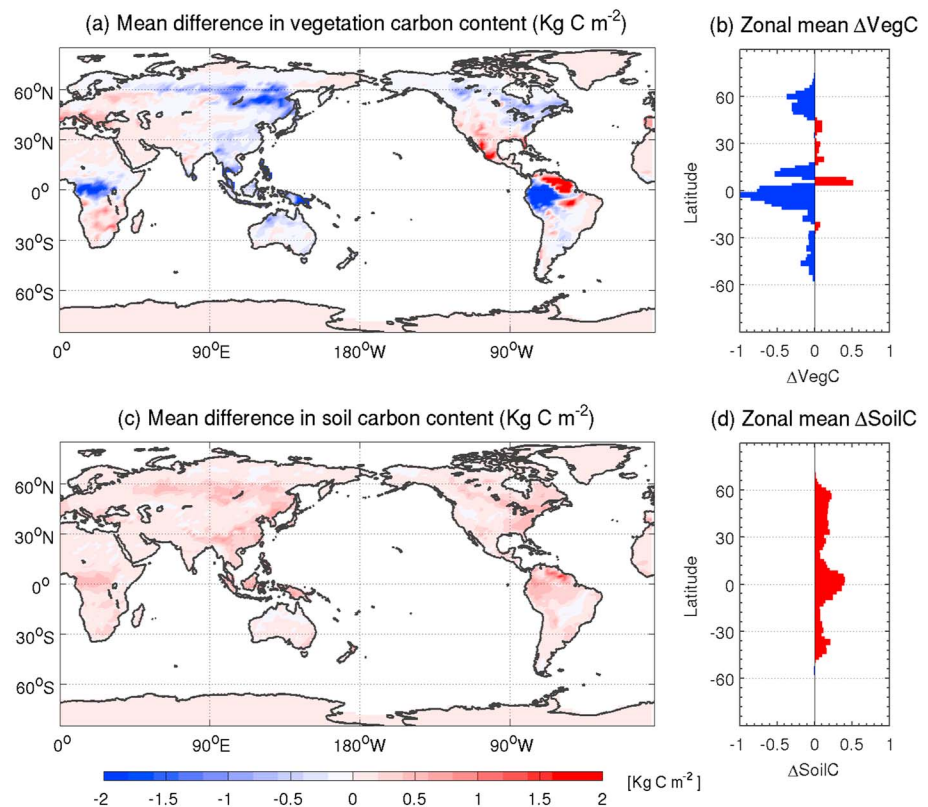 (a) Mean difference in vegetation carbon content (Kg C m⁻²)
(b) Zonal mean ΔVegC
60°N
30°N
0°
30°S
60°S
0°
90°E
180°W
90°W
Latitude
60
30
0
-30
-60
-1 -0.5 0 0.5 1
ΔVegC
(c) Mean difference in soil carbon content (Kg C m⁻²)
(d) Zonal mean ΔSoilC
60°N
30°N
0°
30°S
60°S
0°
90°E
180°W
90°W
Latitude
60
30
0
-30
-60
-1 -0.5 0 0.5 1
ΔSoilC
-2 -1.5 -1 -0.5 0 0.5 1 1.5 2
[Kg C m⁻²]